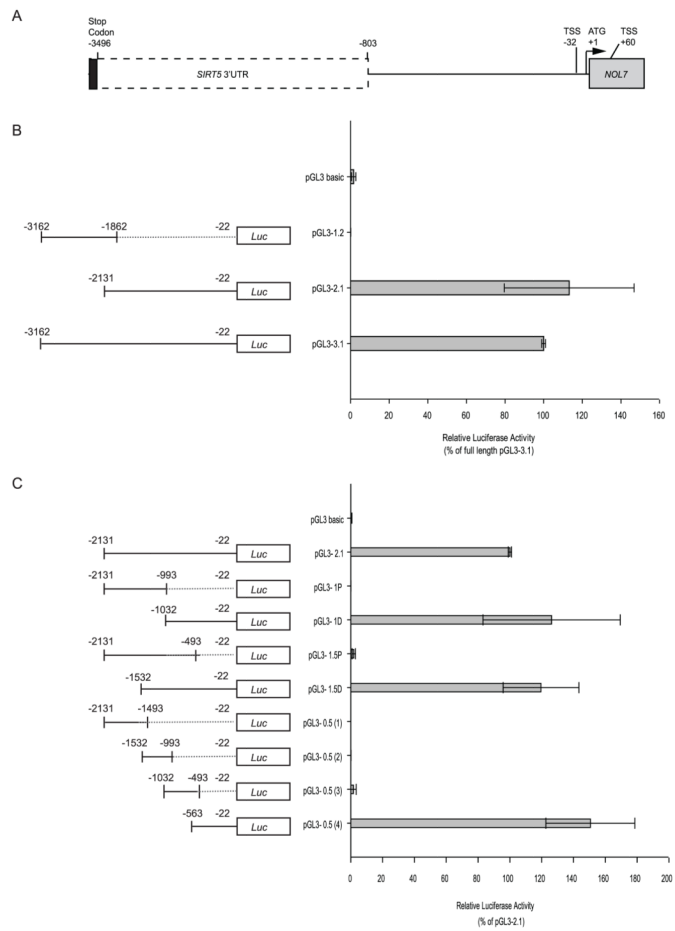 A
Stop
Codon
-3496
-803
TSS
-32
ATG
+1
TSS
+60
SIRT5 3'UTR
NOL7
B
pGL3 basic
-3162 -1862 -22
Luc
pGL3-1.2
-2131 -22
Luc
pGL3-2.1
-3162 -22
Luc
pGL3-3.1
0 20 40 60 80 100 120 140 160
Relative Luciferase Activity
(% of full length pGL3-3.1)
C
pGL3 basic
-2131 -22
Luc
pGL3- 2.1
-2131 -993 -22
Luc
pGL3- 1P
-1032 -22
Luc
pGL3- 1D
-2131 -493 -22
Luc
pGL3- 1.5P
-1532 -22
Luc
pGL3- 1.5D
-2131 -1493 -22
Luc
pGL3- 0.5 (1)
-1532 -993 -22
Luc
pGL3- 0.5 (2)
-1032 -493 -22
Luc
pGL3- 0.5 (3)
-563 -22
Luc
pGL3- 0.5 (4)
0 20 40 60 80 100 120 140 160 180 200
Relative Luciferase Activity
(% of pGL3-2.1)